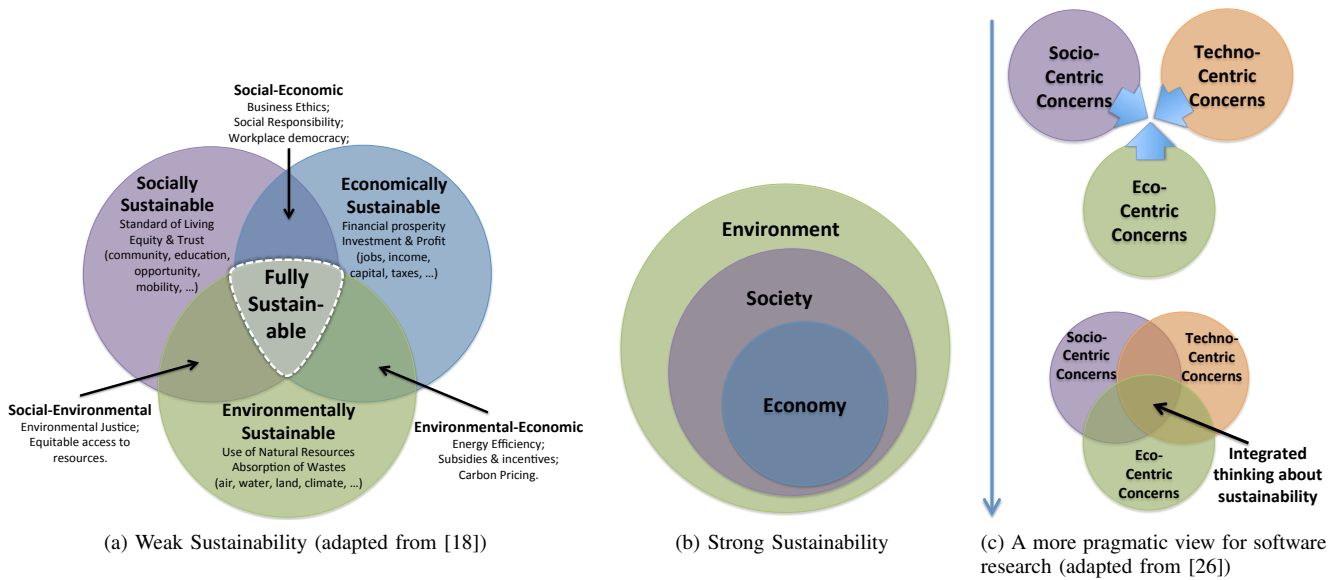 Social-Economic
Business Ethics;
Social Responsibility;
Workplace democracy;
Socially
Sustainable
Standard of Living
Equity & Trust
(community, education,
opportunity,
mobility, ...)
Economically
Sustainable
Financial prosperity
Investment & Profit
(jobs, income,
capital, taxes, ...)
Fully
Sustain-
able
Social-Environmental
Environmental Justice;
Equitable access to
resources.
Environmentally
Sustainable
Use of Natural Resources
Absorption of Wastes
(air, water, land, climate, ...)
Environmental-Economic
Energy Efficiency;
Subsidies & incentives;
Carbon Pricing.
(a) Weak Sustainability (adapted from [18])
Environment
Society
Economy
(b) Strong Sustainability
Socio-
Centric
Concerns
Techno-
Centric
Concerns
Eco-
Centric
Concerns
Socio-
Centric
Concerns
Techno-
Centric
Concerns
Eco-
Centric
Concerns
Integrated
thinking about
sustainability
(c) A more pragmatic view for software
research (adapted from [26])